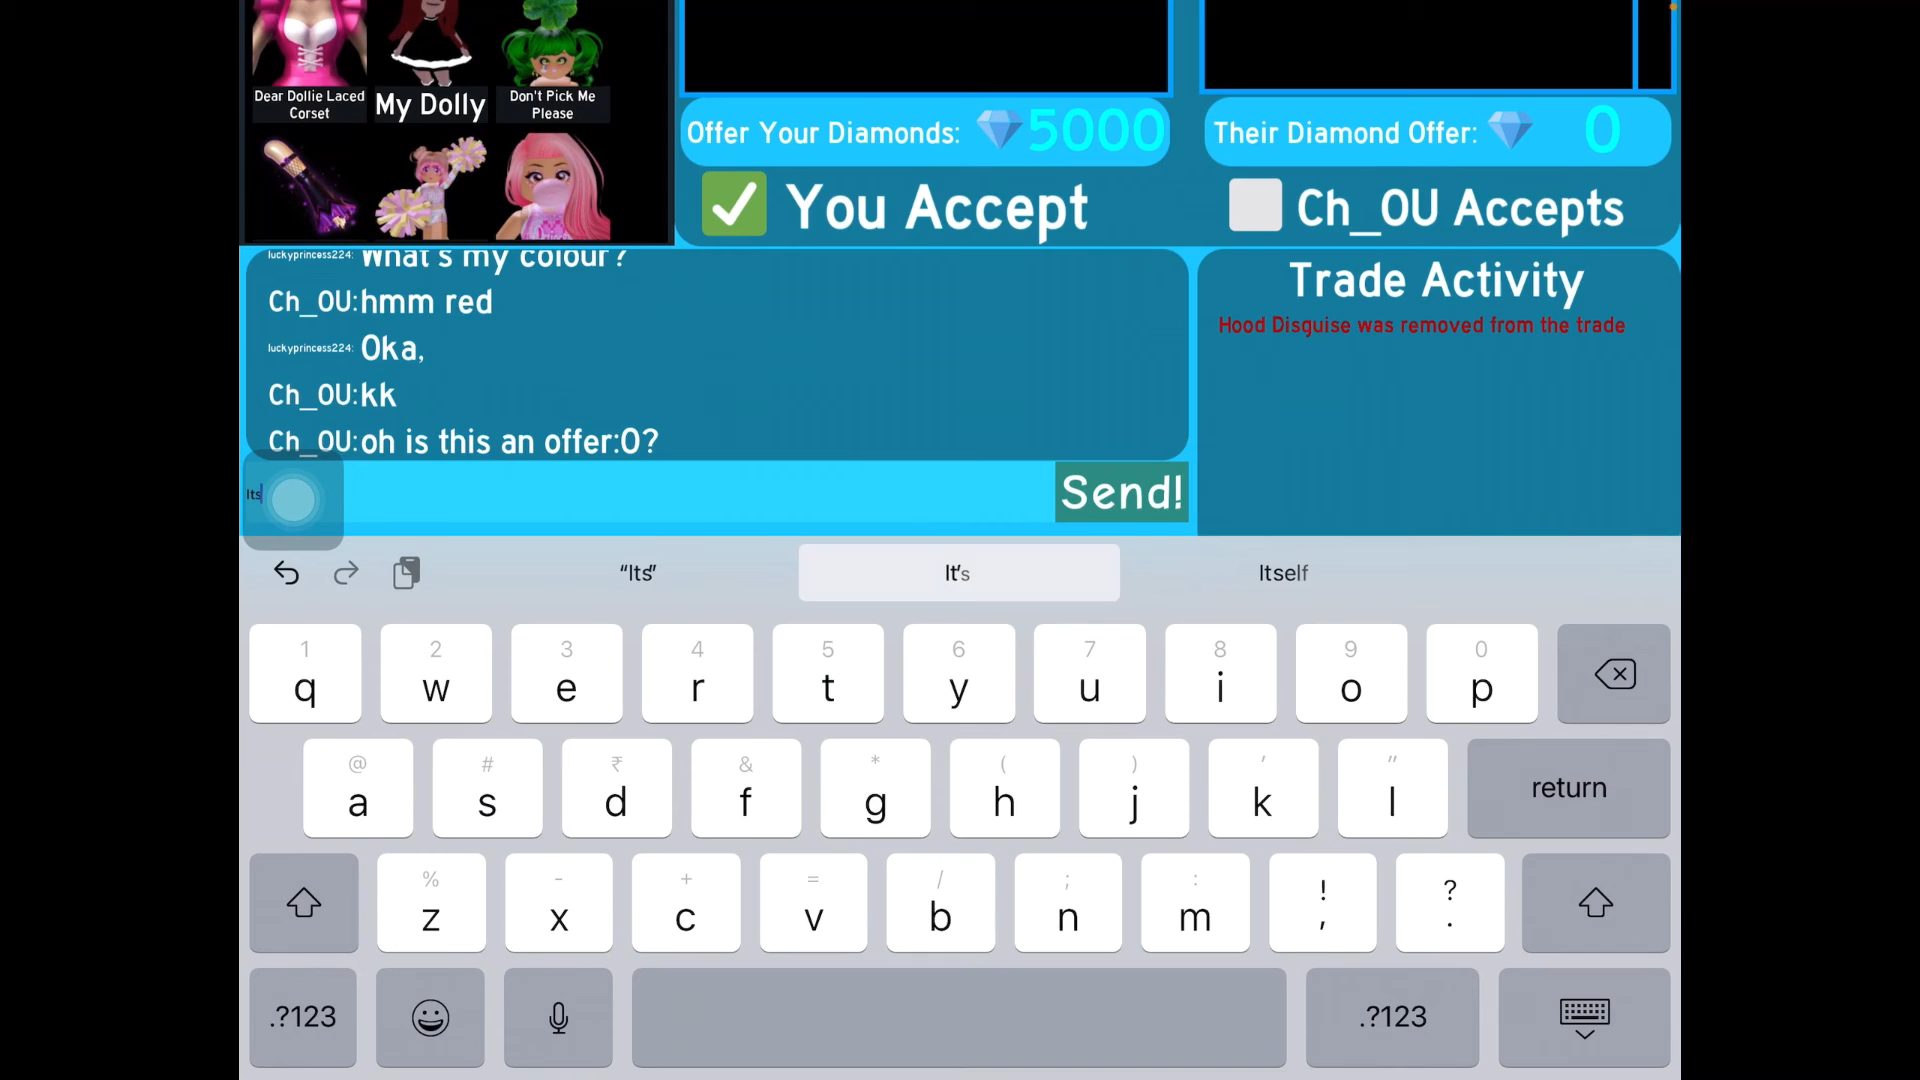 Dear Dollie Laced
Corset
My Dolly
Don't Pick Me
Please
Offer Your Diamonds: 5000
Their Diamond Offer: 0
You Accept
Ch_OU Accepts
luckyprincess224: What's my colour?
Ch_OU:hmm red
luckyprincess224: Oka,
Ch_OU:kk
Ch_OU:oh is this an offer:0?
Trade Activity
Hood Disguise was removed from the trade
Its
Send!
“Its” It's Itself
1 2 3 4 5 6 7 8 9 0
q w e r t y u i o p
@ # ₹ & * ( ) ' "
a s d f g h j k l return
% - + = / ; : ! ?
z x c v b n m , .
.?123 .?123